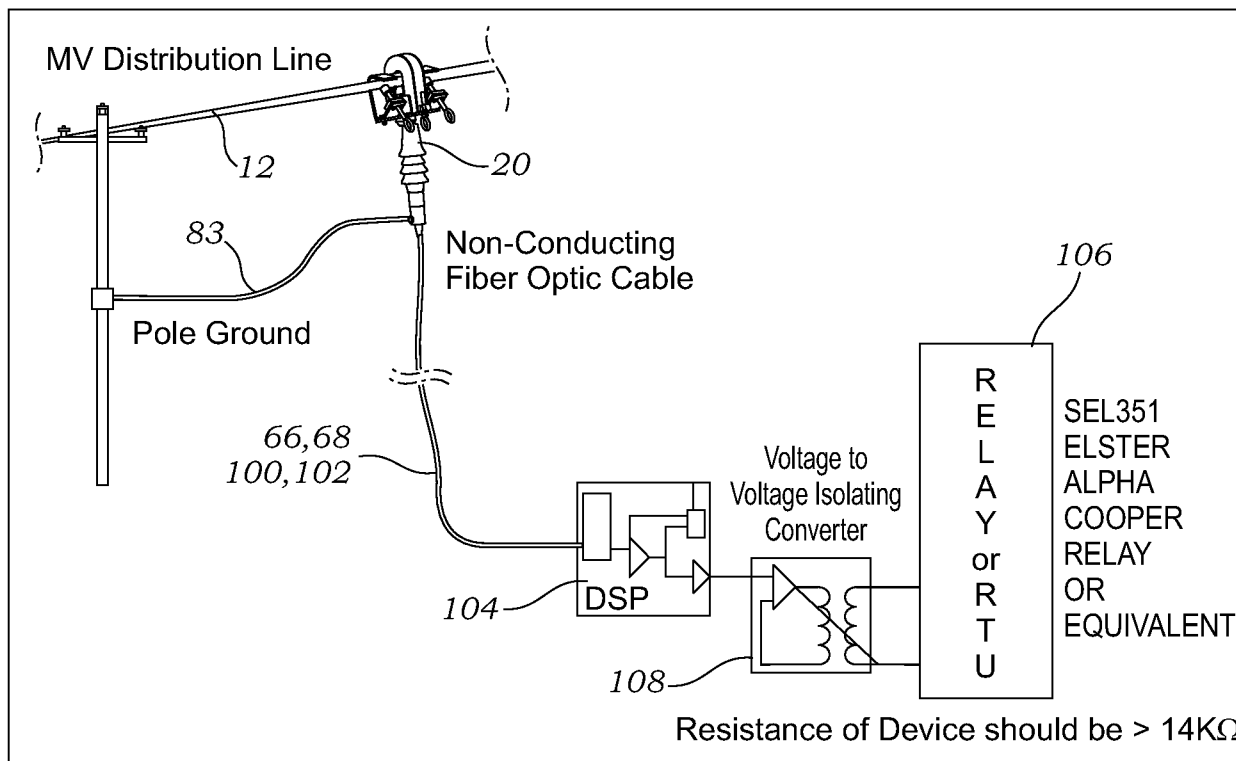 MV Distribution Line
12
20
83
Non-Conducting
Fiber Optic Cable
Pole Ground
66,68
100,102
104
DSP
Voltage to
Voltage Isolating
Converter
108
106
RELAY or RTU
SEL351
ELSTER
ALPHA
COOPER
RELAY
OR
EQUIVALENT
Resistance of Device should be > 14KΩ